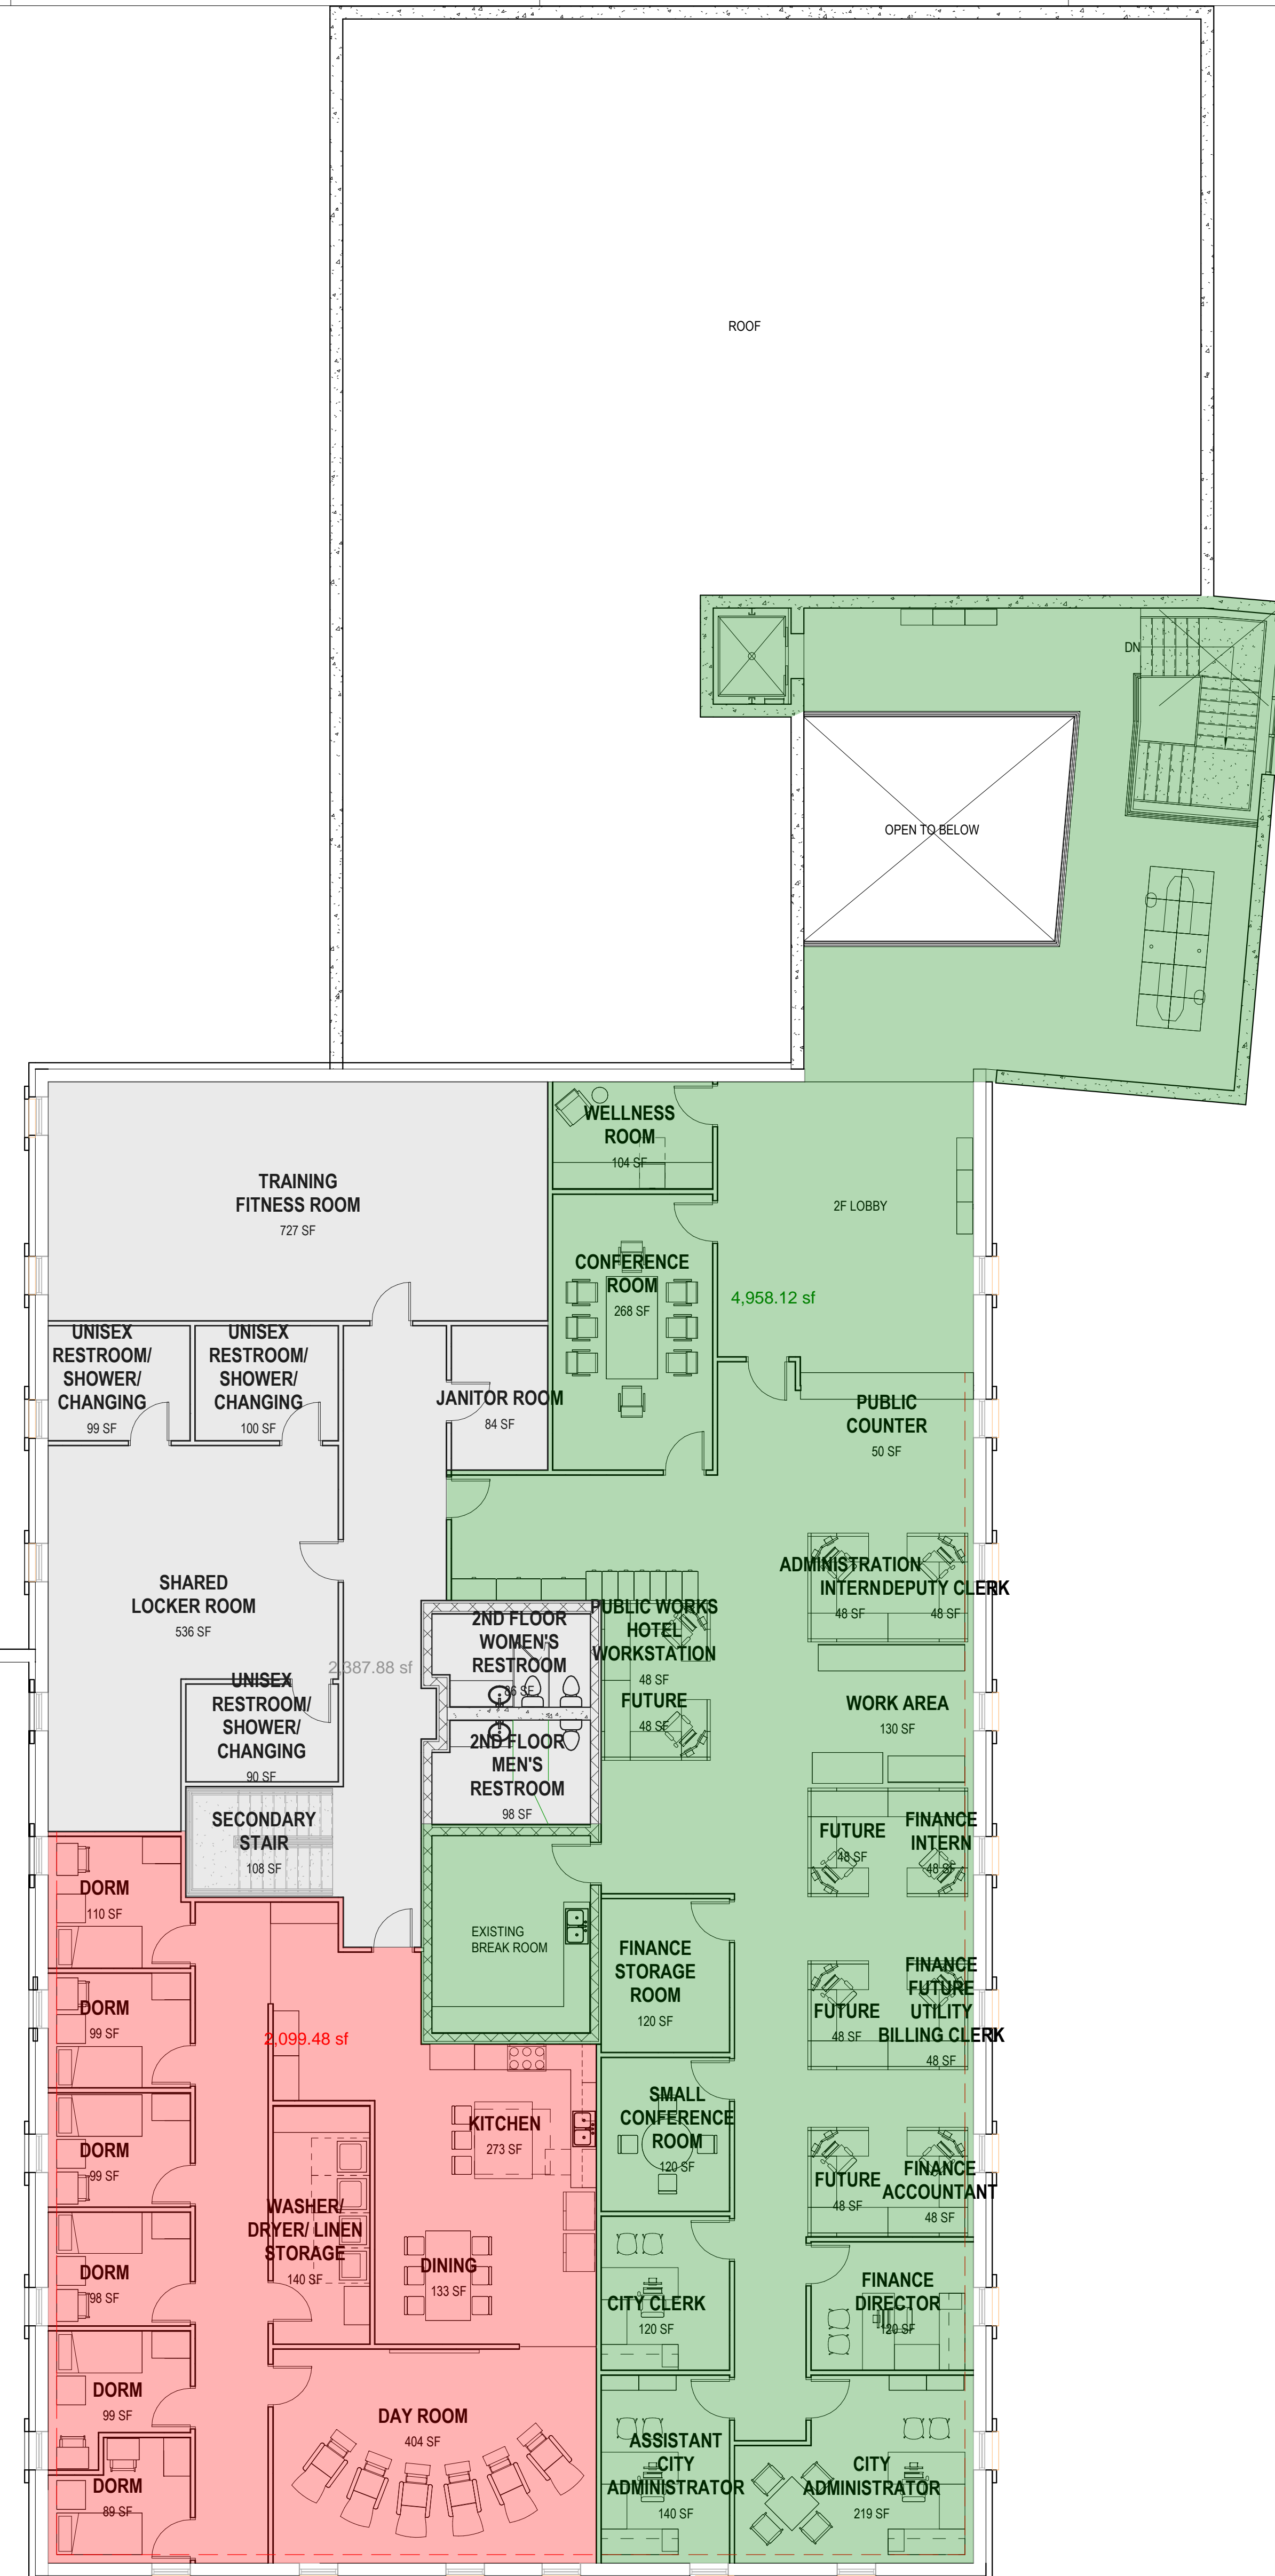 ROOF
DN
OPEN TO BELOW
WELLNESS
ROOM
104 SF
TRAINING
FITNESS ROOM
727 SF
2F LOBBY
CONFERENCE
ROOM
268 SF
4,958.12 sf
UNISEX
RESTROOM/
SHOWER/
CHANGING
99 SF
UNISEX
RESTROOM/
SHOWER/
CHANGING
100 SF
JANITOR ROOM
84 SF
PUBLIC
COUNTER
50 SF
ADMINISTRATION
INTERN
48 SF
DEPUTY CLERK
48 SF
SHARED
LOCKER ROOM
536 SF
2ND FLOOR
WOMEN'S
RESTROOM
86 SF
PUBLIC WORKS
HOTEL
WORKSTATION
48 SF
2,387.88 sf
UNISEX
RESTROOM/
SHOWER/
CHANGING
90 SF
FUTURE
48 SF
WORK AREA
130 SF
2ND FLOOR
MEN'S
RESTROOM
98 SF
SECONDARY
STAIR
108 SF
FUTURE
48 SF
FINANCE
INTERN
48 SF
DORM
110 SF
EXISTING
BREAK ROOM
FINANCE
STORAGE
ROOM
120 SF
FUTURE
48 SF
FINANCE
FUTURE
UTILITY
BILLING CLERK
48 SF
DORM
99 SF
2,099.48 sf
KITCHEN
273 SF
SMALL
CONFERENCE
ROOM
120 SF
DORM
99 SF
FUTURE
48 SF
FINANCE
ACCOUNTANT
48 SF
WASHER/
DRYER/ LINEN
STORAGE
140 SF
DORM
98 SF
DINING
133 SF
CITY CLERK
120 SF
FINANCE
DIRECTOR
120 SF
DORM
99 SF
DAY ROOM
404 SF
ASSISTANT
CITY
ADMINISTRATOR
140 SF
CITY
ADMINISTRATOR
219 SF
DORM
89 SF